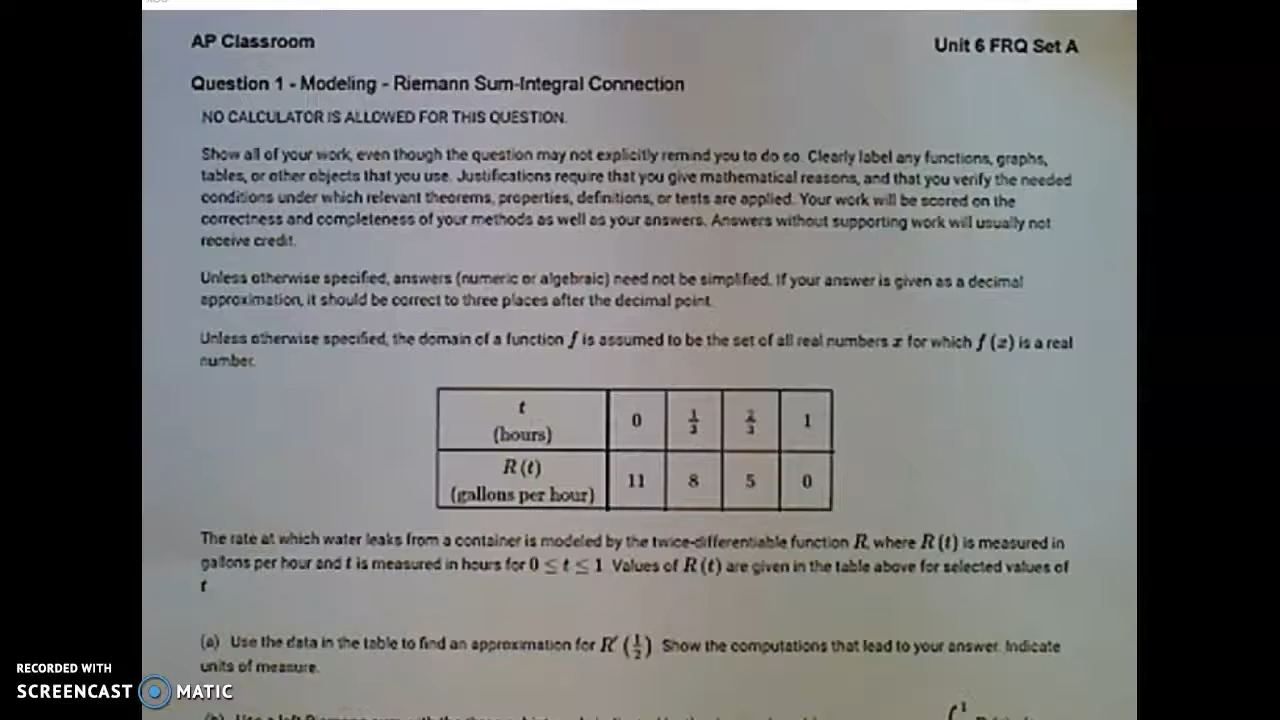 AP Classroom
Unit 6 FRQ Set A
Question 1 - Modeling - Riemann Sum-Integral Connection
NO CALCULATOR IS ALLOWED FOR THIS QUESTION.
Show all of your work, even though the question may not explicitly remind you to do so. Clearly label any functions, graphs,
tables, or other objects that you use. Justifications require that you give mathematical reasons, and that you verify the needed
conditions under which relevant theorems, properties, definitions, or tests are applied. Your work will be scored on the
correctness and completeness of your methods as well as your answers. Answers without supporting work will usually not
receive credit.
Unless otherwise specified, answers (numeric or algebraic) need not be simplified. If your answer is given as a decimal
approximation, it should be correct to three places after the decimal point.
Unless otherwise specified, the domain of a function f is assumed to be the set of all real numbers x for which f (x) is a real
number.
t (hours) 0 1/3 2/3 1
R (t) (gallons per hour) 11 8 5 0
The rate at which water leaks from a container is modeled by the twice-differentiable function R, where R (t) is measured in
gallons per hour and t is measured in hours for 0 ≤ t ≤ 1 Values of R (t) are given in the table above for selected values of
t
(a) Use the data in the table to find an approximation for R′ (1/2) Show the computations that lead to your answer. Indicate
units of measure.
RECORDED WITH
SCREENCAST MATIC